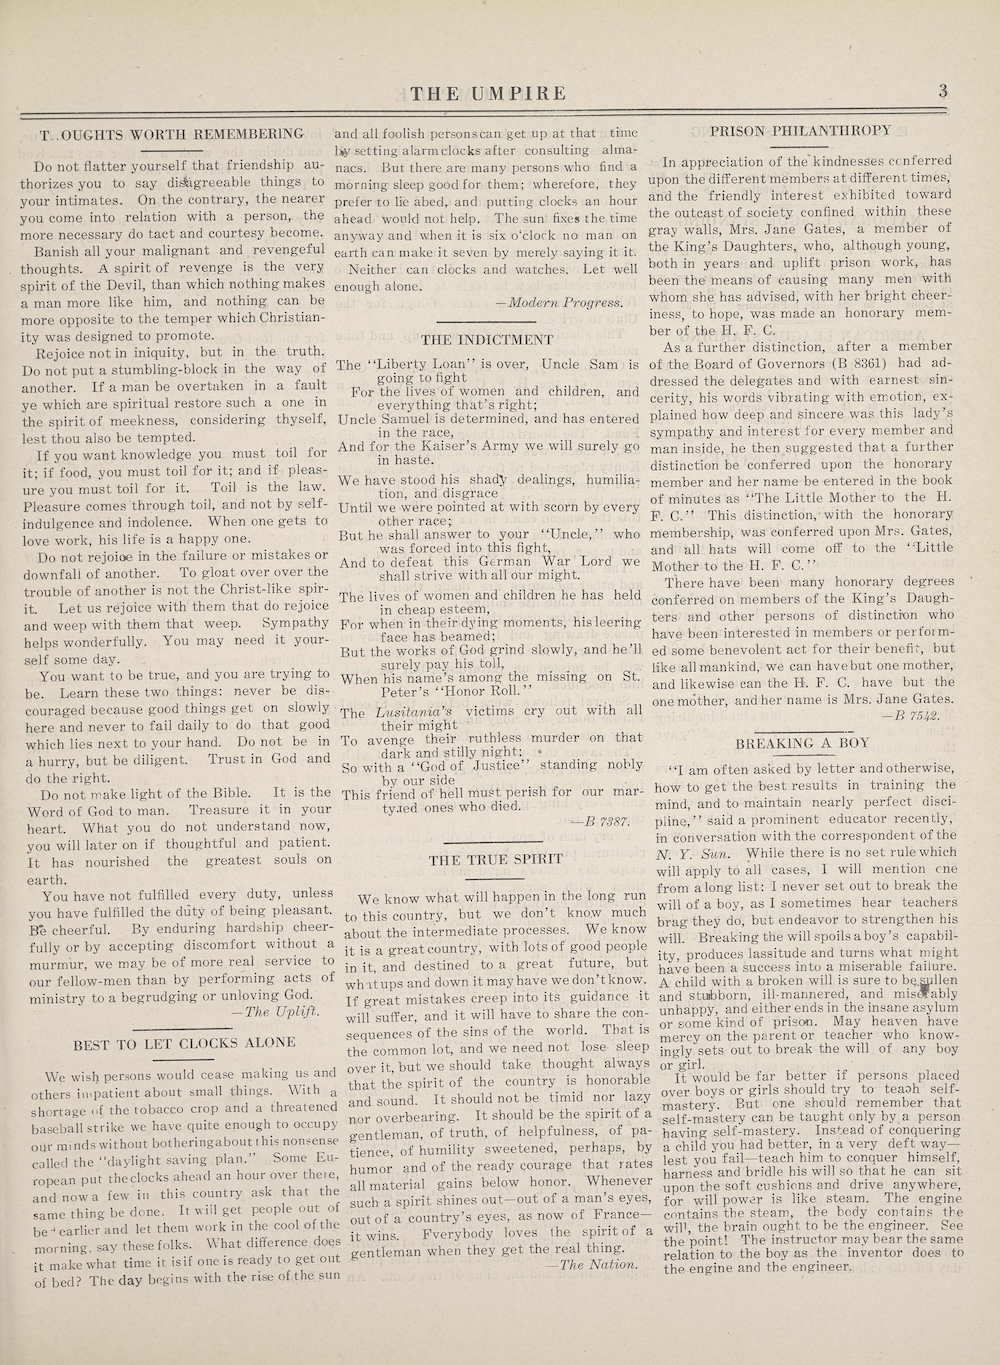 THE UMPIRE
3
T..OUGHTS WORTH REMEMBERING
Do not flatter yourself that friendship au-
thorizes you to say disagreeable things to
your intimates. On the contrary, the nearer
you come into relation with a person, the
more necessary do tact and courtesy become.
Banish all your malignant and revengeful
thoughts. A spirit of revenge is the very
spirit of the Devil, than which nothing makes
a man more like him, and nothing can be
more opposite to the temper which Christian-
ity was designed to promote.
Rejoice not in iniquity, but in the truth.
Do not put a stumbling-block in the way of
another. If a man be overtaken in a fault
ye which are spiritual restore such a one in
the spirit of meekness, considering thyself,
lest thou also be tempted.
If you want knowledge you must toil for
it; if food, you must toil for it; and if pleas-
ure you must toil for it. Toil is the law.
Pleasure comes through toil, and not by self-
indulgence and indolence. When one gets to
love work, his life is a happy one.
Do not rejoice in the failure or mistakes or
downfall of another. To gloat over over the
trouble of another is not the Christ-like spir-
it. Let us rejoice with them that do rejoice
and weep with them that weep. Sympathy
helps wonderfully. You may need it your-
self some day.
You want to be true, and you are trying to
be. Learn these two things: never be dis-
couraged because good things get on slowly
here and never to fail daily to do that good
which lies next to your hand. Do not be in
a hurry, but be diligent. Trust in God and
do the right.
Do not make light of the Bible. It is the
Word of God to man. Treasure it in your
heart. What you do not understand now,
you will later on if thoughtful and patient.
It has nourished the greatest souls on
earth.
You have not fulfilled every duty, unless
you have fulfilled the duty of being pleasant.
Be cheerful. By enduring hardship cheer-
fully or by accepting discomfort without a
murmur, we may be of more real service to
our fellow-men than by performing acts of
ministry to a begrudging or unloving God.
—The Uplift.
BEST TO LET CLOCKS ALONE
We wish persons would cease making us and
others impatient about small things. With a
shortage of the tobacco crop and a threatened
baseball strike we have quite enough to occupy
our minds without bothering about this nonsense
called the "daylight saving plan." Some Eu-
ropean put the clocks ahead an hour over there,
and now a few in this country ask that the
same thing be done. It will get people out of
bed earlier and let them work in the cool of the
morning, say these folks. What difference does
it make what time it is if one is ready to get out
of bed? The day begins with the rise of the sun
and all foolish persons can get up at that time
by setting alarm clocks after consulting alma-
nacs. But there are many persons who find a
morning sleep good for them; wherefore, they
prefer to lie abed, and putting clocks an hour
ahead would not help. The sun fixes the time
anyway and when it is six o'clock no man on
earth can make it seven by merely saying it it.
Neither can clocks and watches. Let well
enough alone.
—Modern Progress.
THE INDICTMENT
The "Liberty Loan" is over, Uncle Sam is
going to fight
For the lives of women and children, and
everything that's right;
Uncle Samuel is determined, and has entered
in the race,
And for the Kaiser's Army we will surely go
in haste.
We have stood his shady dealings, humilia-
tion, and disgrace
Until we were pointed at with scorn by every
other race;
But he shall answer to your "Uncle," who
was forced into this fight,
And to defeat this German War Lord we
shall strive with all our might.
The lives of women and children he has held
in cheap esteem,
For when in their dying moments, his leering
face has beamed;
But the works of God grind slowly, and he'll
surely pay his toll,
When his name's among the missing on St.
Peter's "Honor Roll."
The Lusitania's victims cry out with all
their might
To avenge their ruthless murder on that
dark and stilly night;
So with a "God of Justice" standing nobly
by our side
This friend of hell must perish for our mar-
tyred ones who died.
—B 7387.
THE TRUE SPIRIT
We know what will happen in the long run
to this country, but we don't know much
about the intermediate processes. We know
it is a great country, with lots of good people
in it, and destined to a great future, but
what ups and down it may have we don't know.
If great mistakes creep into its guidance it
will suffer, and it will have to share the con-
sequences of the sins of the world. That is
the common lot, and we need not lose sleep
over it, but we should take thought always
that the spirit of the country is honorable
and sound. It should not be timid nor lazy
nor overbearing. It should be the spirit of a
gentleman, of truth, of helpfulness, of pa-
tience, of humility sweetened, perhaps, by
humor and of the ready courage that rates
all material gains below honor. Whenever
such a spirit shines out—out of a man's eyes,
out of a country's eyes, as now of France—
it wins. Everybody loves the spirit of a
gentleman when they get the real thing.
—The Nation.
PRISON PHILANTHROPY
In appreciation of the kindnesses conferred
upon the different members at different times,
and the friendly interest exhibited toward
the outcast of society confined within these
gray walls, Mrs. Jane Gates, a member of
the King's Daughters, who, although young,
both in years and uplift prison work, has
been the means of causing many men with
whom she has advised, with her bright cheer-
iness, to hope, was made an honorary mem-
ber of the H. F. C.
As a further distinction, after a member
of the Board of Governors (B 8361) had ad-
dressed the delegates and with earnest sin-
cerity, his words vibrating with emotion, ex-
plained how deep and sincere was this lady's
sympathy and interest for every member and
man inside, he then suggested that a further
distinction be conferred upon the honorary
member and her name be entered in the book
of minutes as "The Little Mother to the H.
F. C." This distinction, with the honorary
membership, was conferred upon Mrs. Gates,
and all hats will come off to the "Little
Mother to the H. F. C."
There have been many honorary degrees
conferred on members of the King's Daugh-
ters and other persons of distinction who
have been interested in members or perform-
ed some benevolent act for their benefit, but
like all mankind, we can have but one mother,
and likewise can the H. F. C. have but the
one mother, and her name is Mrs. Jane Gates.
—B 7542.
BREAKING A BOY
"I am often asked by letter and otherwise,
how to get the best results in training the
mind, and to maintain nearly perfect disci-
pline," said a prominent educator recently,
in conversation with the correspondent of the
N. Y. Sun. While there is no set rule which
will apply to all cases, I will mention one
from a long list: I never set out to break the
will of a boy, as I sometimes hear teachers
brag they do, but endeavor to strengthen his
will. Breaking the will spoils a boy's capabil-
ity, produces lassitude and turns what might
have been a success into a miserable failure.
A child with a broken will is sure to be sullen
and stubborn, ill-mannered, and miserably
unhappy, and either ends in the insane asylum
or some kind of prison. May heaven have
mercy on the parent or teacher who know-
ingly sets out to break the will of any boy
or girl.
It would be far better if persons placed
over boys or girls should try to teach self-
mastery. But one should remember that
self-mastery can be taught only by a person
having self-mastery. Instead of conquering
a child you had better, in a very deft way—
lest you fail—teach him to conquer himself,
harness and bridle his will so that he can sit
upon the soft cushions and drive anywhere,
for will power is like steam. The engine
contains the steam, the body contains the
will, the brain ought to be the engineer. See
the point! The instructor may bear the same
relation to the boy as the inventor does to
the engine and the engineer.